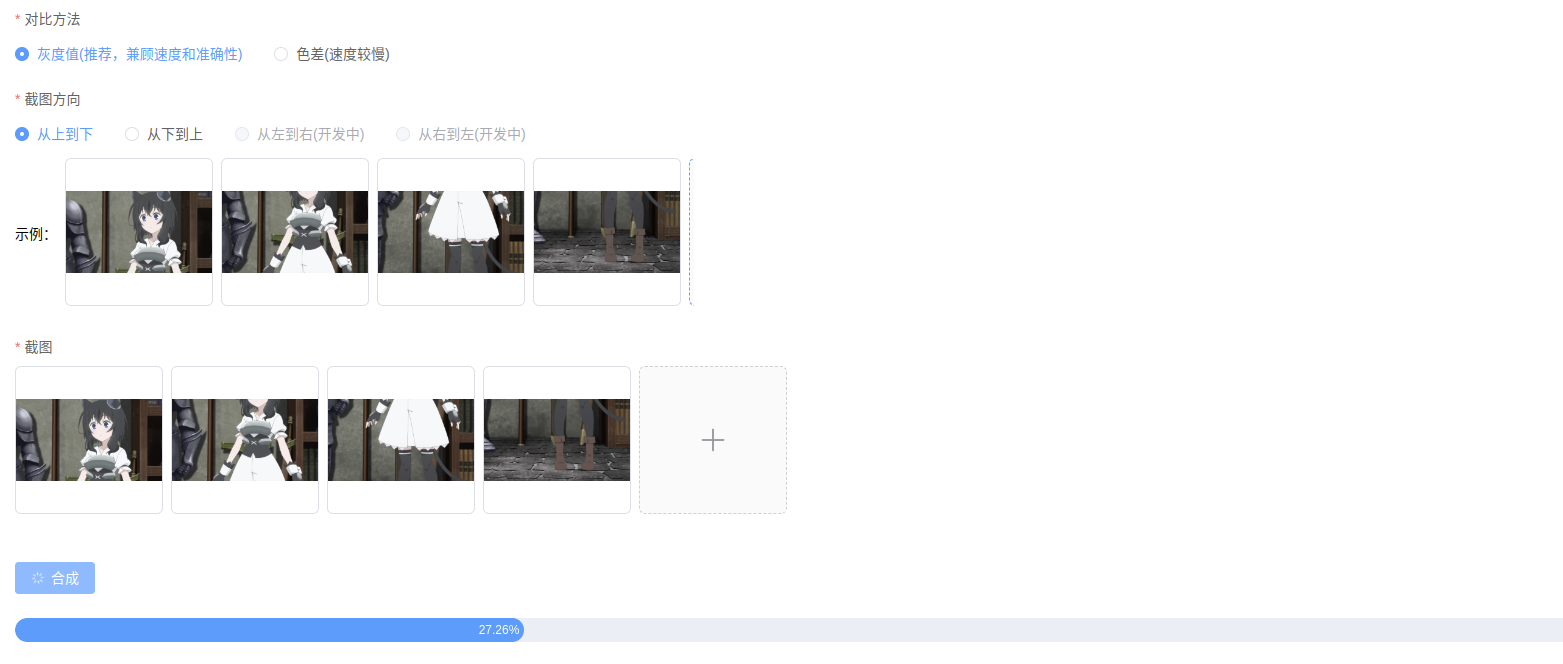 * 对比方法
灰度值(推荐，兼顾速度和准确性) 色差(速度较慢)
* 截图方向
从上到下 从下到上 从左到右(开发中) 从右到左(开发中)
示例：
* 截图
合成
27.26%